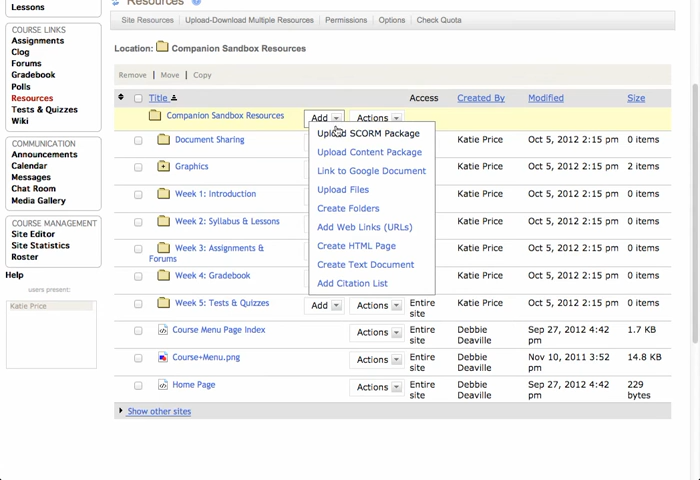 Lessons
Resources
Site Resources | Upload-Download Multiple Resources | Permissions | Options | Check Quota
COURSE LINKS
Assignments
Clog
Forums
Gradebook
Polls
Resources
Tests & Quizzes
Wiki
COMMUNICATION
Announcements
Calendar
Messages
Chat Room
Media Gallery
COURSE MANAGEMENT
Site Editor
Site Statistics
Roster
Help
users present:
Katie Price
Location: Companion Sandbox Resources
Remove | Move | Copy
Title Access Created By Modified Size
Companion Sandbox Resources Add Actions
Upload SCORM Package
Upload Content Package
Link to Google Document
Upload Files
Create Folders
Add Web Links (URLs)
Create HTML Page
Create Text Document
Add Citation List
Document Sharing Katie Price Oct 5, 2012 2:15 pm 0 items
Graphics Katie Price Oct 5, 2012 2:15 pm 2 items
Week 1: Introduction Katie Price Oct 5, 2012 2:15 pm 0 items
Week 2: Syllabus & Lessons Katie Price Oct 5, 2012 2:15 pm 0 items
Week 3: Assignments & Katie Price Oct 5, 2012 2:15 pm 0 items
Forums
Week 4: Gradebook Katie Price Oct 5, 2012 2:15 pm 0 items
Week 5: Tests & Quizzes Add Actions Entire Katie Price Oct 5, 2012 2:15 pm 0 items
site
Course Menu Page Index Actions Entire Debbie Sep 27, 2012 4:42 1.7 KB
site Deaville pm
Course+Menu.png Actions Entire Debbie Nov 10, 2011 3:52 14.8 KB
site Deaville pm
Home Page Actions Entire Debbie Sep 27, 2012 4:42 229
site Deaville pm bytes
Show other sites